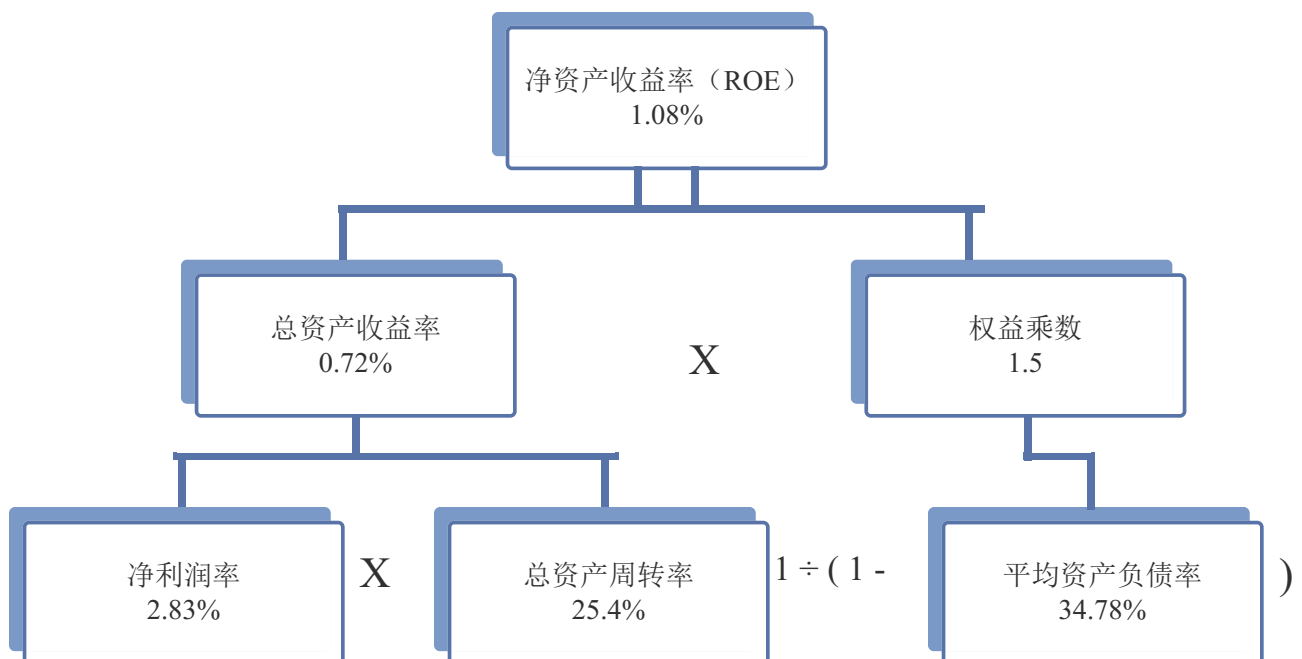 净资产收益率（ROE）
1.08%
总资产收益率
0.72%
X
权益乘数
1.5
净利润率
2.83%
X
总资产周转率
25.4%
1 ÷ ( 1 -
平均资产负债率
34.78%
)